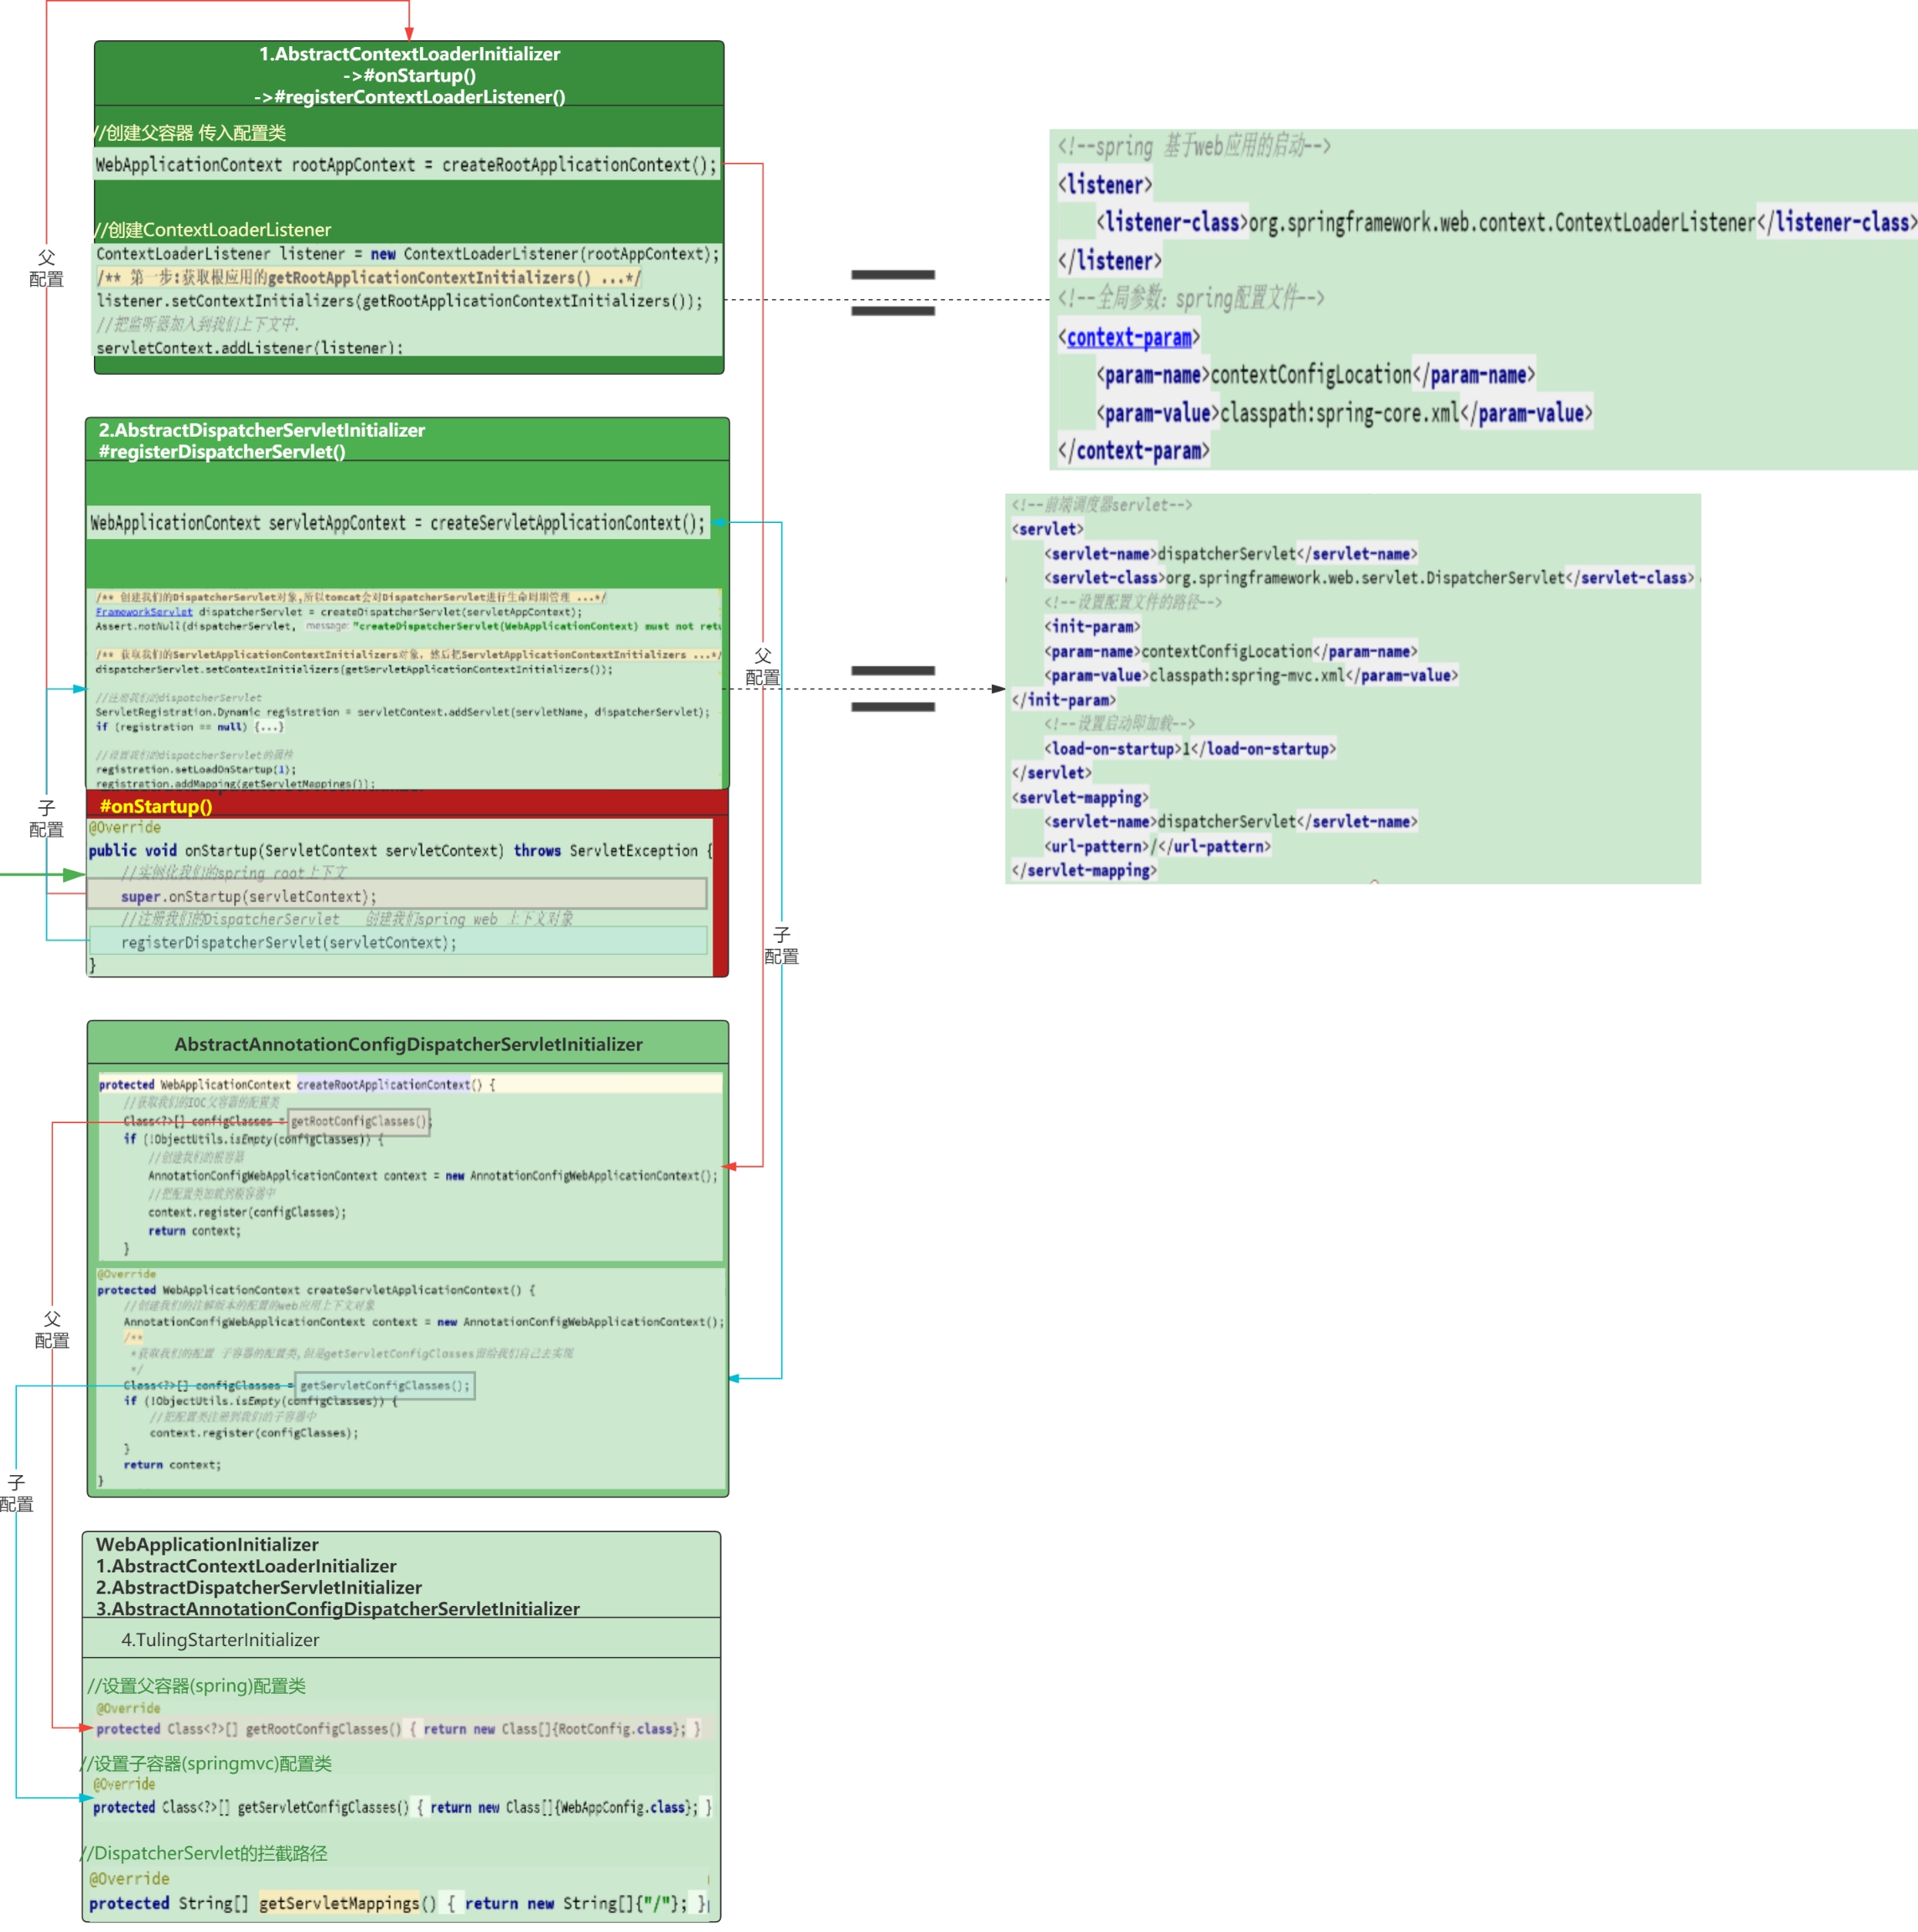 1.AbstractContextLoaderInitializer
->#onStartup()
->#registerContextLoaderListener()
//创建父容器 传入配置类
WebApplicationContext rootAppContext = createRootApplicationContext();
//创建ContextLoaderListener
ContextLoaderListener listener = new ContextLoaderListener(rootAppContext);
/** 第一步:获取根应用的getRootApplicationContextInitializers() ...*/
listener.setContextInitializers(getRootApplicationContextInitializers());
//把监听器加入到我们上下文中.
servletContext.addListener(listener);
父
配置
<!--spring 基于web应用的启动-->
<listener>
<listener-class>org.springframework.web.context.ContextLoaderListener</listener-class>
</listener>
<!--全局参数: spring配置文件-->
<context-param>
<param-name>contextConfigLocation</param-name>
<param-value>classpath:spring-core.xml</param-value>
</context-param>
2.AbstractDispatcherServletInitializer
#registerDispatcherServlet()
WebApplicationContext servletAppContext = createServletApplicationContext();
/** 创建我们的DispatcherServlet对象,所以tomcat会对DispatcherServlet进行生命周期管理 ...*/
FrameworkServlet dispatcherServlet = createDispatcherServlet(servletAppContext);
Assert.notNull(dispatcherServlet, message: "createDispatcherServlet(WebApplicationContext) must not retu
/** 获取我们的ServletApplicationContextInitializers对象, 然后把ServletApplicationContextInitializers ...*/
dispatcherServlet.setContextInitializers(getServletApplicationContextInitializers());
//注册我们的dispatcherServlet
ServletRegistration.Dynamic registration = servletContext.addServlet(servletName, dispatcherServlet);
if (registration == null) {...}
//设置我们的dispatcherServlet的属性
registration.setLoadOnStartup(1);
registration.addMapping(getServletMappings());
父
配置
<!--前端调度器servlet-->
<servlet>
<servlet-name>dispatcherServlet</servlet-name>
<servlet-class>org.springframework.web.servlet.DispatcherServlet</servlet-class>
<!--设置配置文件的路径-->
<init-param>
<param-name>contextConfigLocation</param-name>
<param-value>classpath:spring-mvc.xml</param-value>
</init-param>
<!--设置启动即加载-->
<load-on-startup>1</load-on-startup>
</servlet>
<servlet-mapping>
<servlet-name>dispatcherServlet</servlet-name>
<url-pattern>/</url-pattern>
</servlet-mapping>
子
配置
#onStartup()
@Override
public void onStartup(ServletContext servletContext) throws ServletException {
//实例化我们的spring root上下文
super.onStartup(servletContext);
//注册我们的DispatcherServlet 创建我们spring web 上下文对象
registerDispatcherServlet(servletContext);
}
子
配置
AbstractAnnotationConfigDispatcherServletInitializer
protected WebApplicationContext createRootApplicationContext() {
//获取我们的IOC父容器的配置类
Class<?>[] configClasses = getRootConfigClasses();
if (!ObjectUtils.isEmpty(configClasses)) {
//创建我们的根容器
AnnotationConfigWebApplicationContext context = new AnnotationConfigWebApplicationContext();
//把配置类加载到根容器中
context.register(configClasses);
return context;
}
@Override
protected WebApplicationContext createServletApplicationContext() {
//创建我们的注解版本的配置的web应用上下文对象
AnnotationConfigWebApplicationContext context = new AnnotationConfigWebApplicationContext();
/**
*获取我们的配置 子容器的配置类,但是getServletConfigClasses留给我们自己去实现
*/
Class<?>[] configClasses = getServletConfigClasses();
if (!ObjectUtils.isEmpty(configClasses)) {
//把配置类注册到我们的子容器中
context.register(configClasses);
}
return context;
}
父
配置
子
配置
WebApplicationInitializer
1.AbstractContextLoaderInitializer
2.AbstractDispatcherServletInitializer
3.AbstractAnnotationConfigDispatcherServletInitializer
4.TulingStarterInitializer
//设置父容器(spring)配置类
@Override
protected Class<?>[] getRootConfigClasses() { return new Class[]{RootConfig.class}; }
//设置子容器(springmvc)配置类
@Override
protected Class<?>[] getServletConfigClasses() { return new Class[]{WebAppConfig.class}; }
//DispatcherServlet的拦截路径
@Override
protected String[] getServletMappings() { return new String[]{"/"}; }